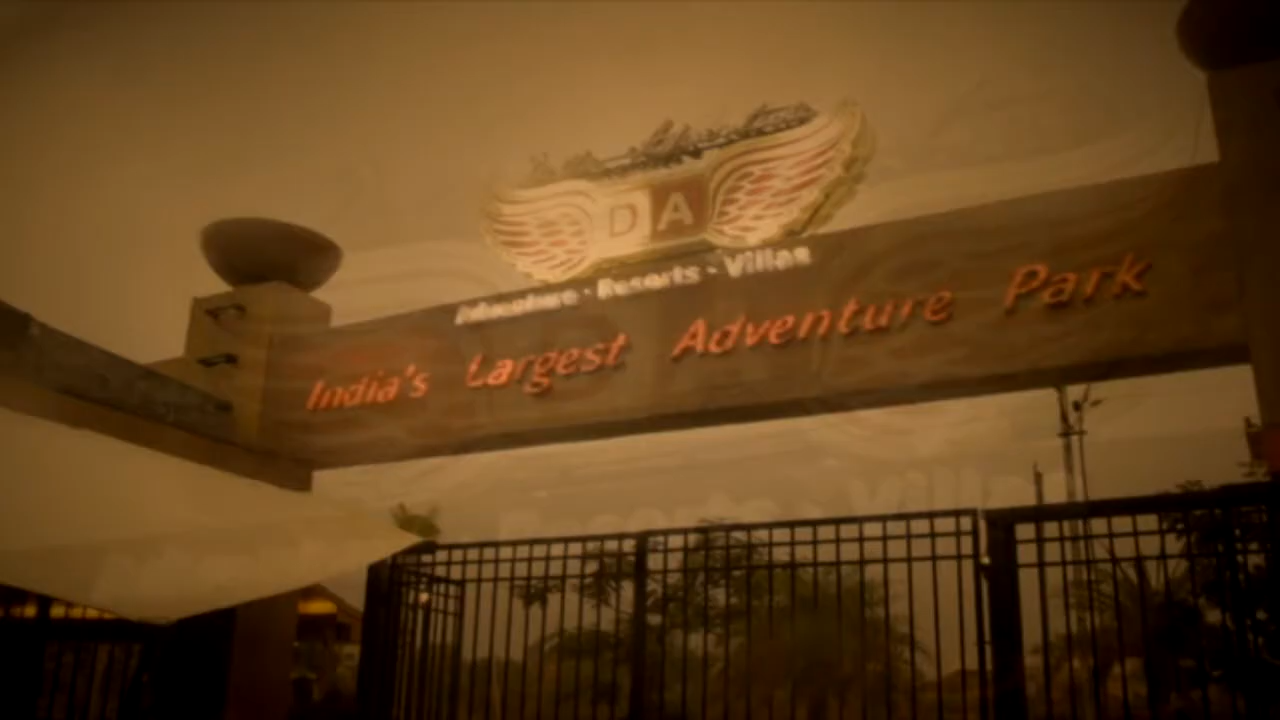 DA
Adventure · Resorts · Villas
India's Largest Adventure Park